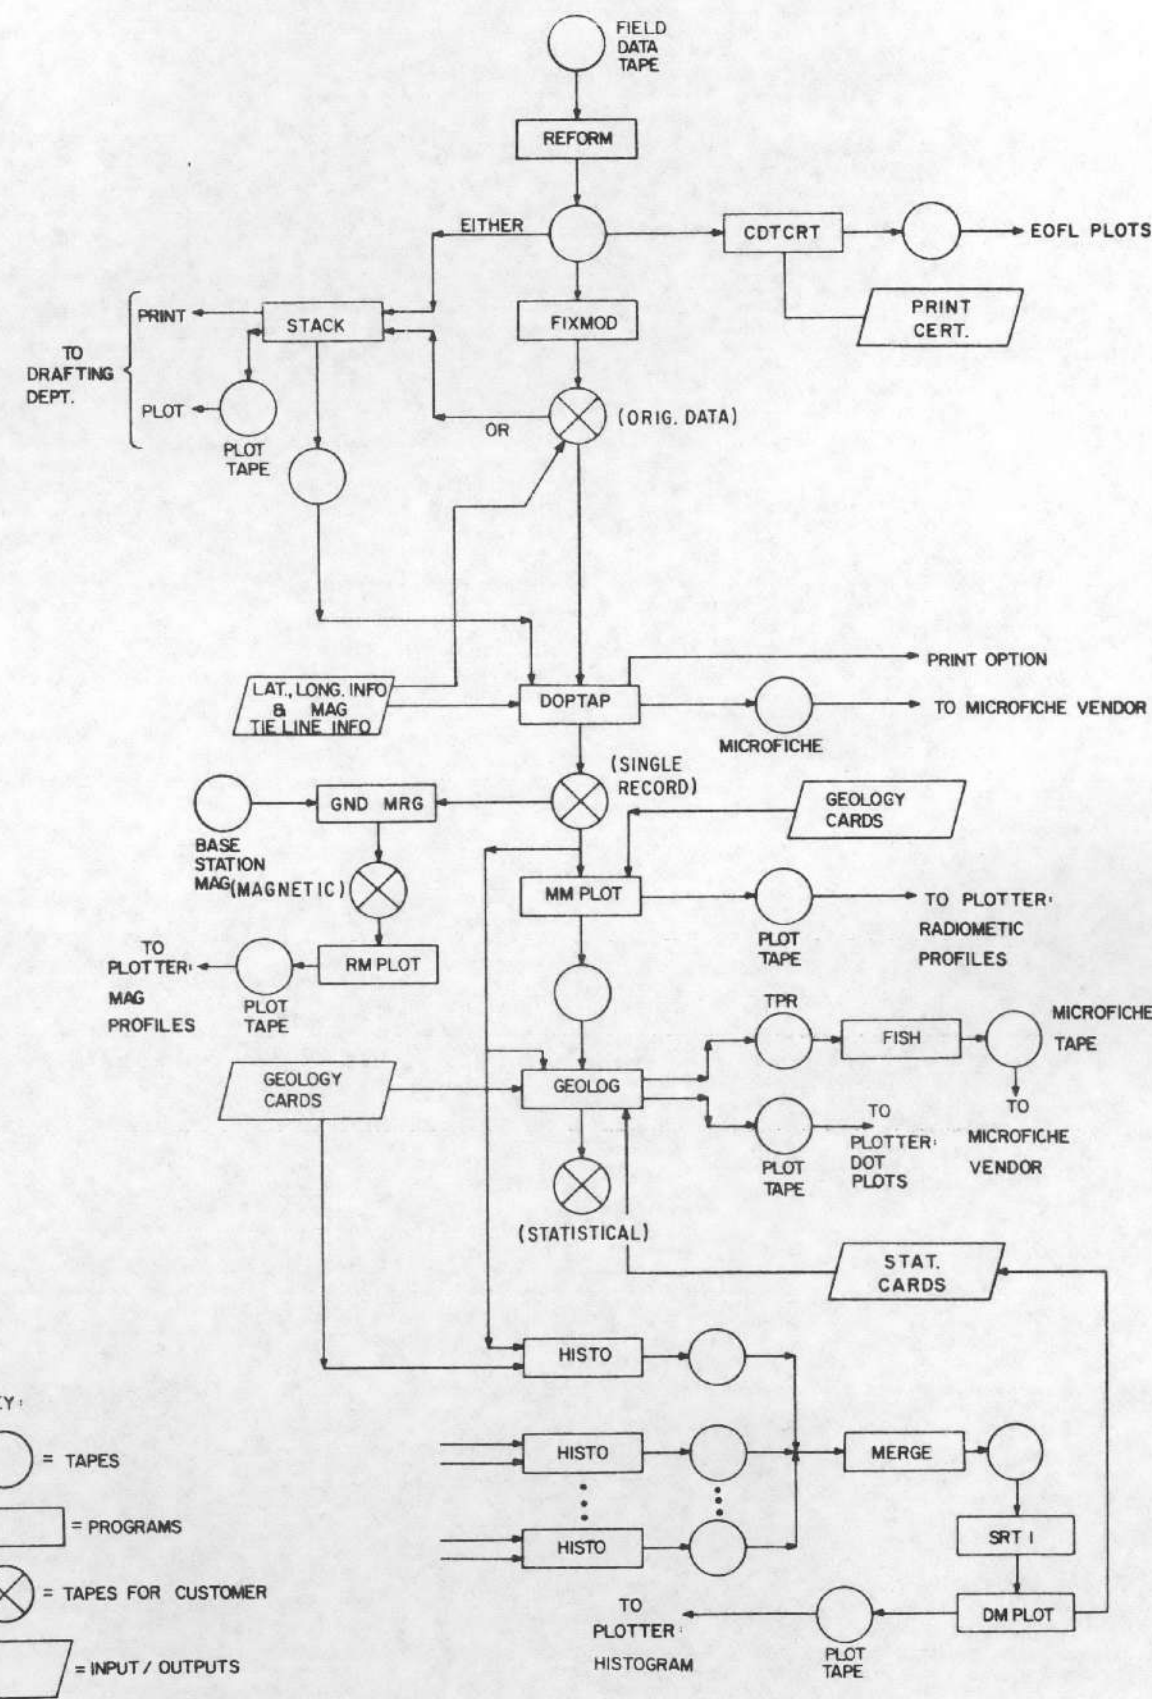 FIELD
DATA
TAPE
REFORM
EITHER
CDTCRT
EOFL PLOTS
PRINT
CERT.
PRINT
STACK
FIXMOD
TO
DRAFTING
DEPT.
PLOT
PLOT
TAPE
OR
(ORIG. DATA)
PRINT OPTION
LAT., LONG. INFO
& MAG
TIE LINE INFO
DOPTAP
MICROFICHE
TO MICROFICHE VENDOR
(SINGLE
RECORD)
GND MRG
BASE
STATION
MAG
(MAGNETIC)
GEOLOGY
CARDS
MM PLOT
PLOT
TAPE
TO PLOTTER:
RADIOMETIC
PROFILES
TO
PLOTTER:
MAG
PROFILES
PLOT
TAPE
RM PLOT
TPR
FISH
MICROFICHE
TAPE
GEOLOGY
CARDS
GEOLOG
PLOT
TAPE
TO
PLOTTER:
DOT
PLOTS
TO
MICROFICHE
VENDOR
(STATISTICAL)
STAT.
CARDS
HISTO
HISTO
HISTO
MERGE
SRT I
DM PLOT
PLOT
TAPE
TO
PLOTTER:
HISTOGRAM
EY:
= TAPES
= PROGRAMS
= TAPES FOR CUSTOMER
= INPUT / OUTPUTS